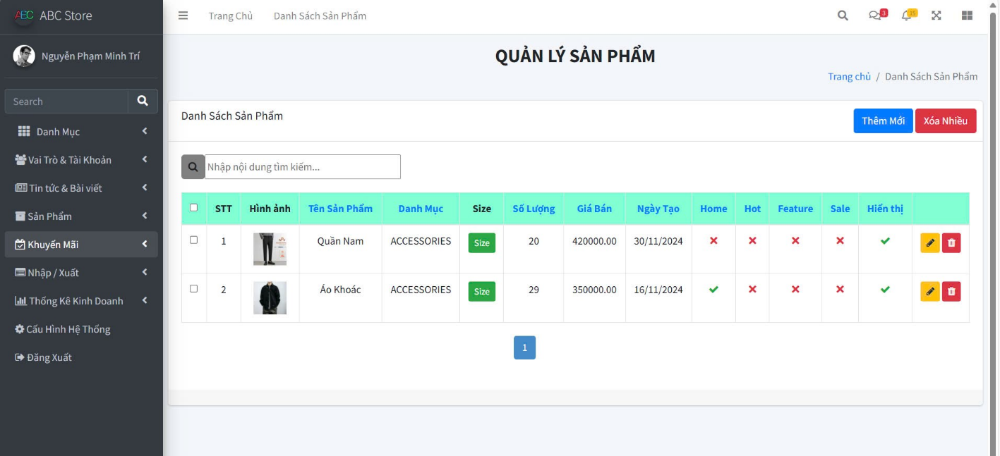 AEC ABC Store
Trang Chủ Danh Sách Sản Phẩm
3 15
Nguyễn Phạm Minh Trí
QUẢN LÝ SẢN PHẨM
Trang chủ / Danh Sách Sản Phẩm
Search
Danh Mục
Vai Trò & Tài Khoản
Tin tức & Bài viết
Sản Phẩm
Khuyến Mãi
Nhập / Xuất
Thống Kê Kinh Doanh
Cấu Hình Hệ Thống
Đăng Xuất
Danh Sách Sản Phẩm
Thêm Mới Xóa Nhiều
Nhập nội dung tìm kiếm...
STT Hình ảnh Tên Sản Phẩm Danh Mục Size Số Lượng Giá Bán Ngày Tạo Home Hot Feature Sale Hiển thị
1 Quần Nam ACCESSORIES Size 20 420000.00 30/11/2024
2 Áo Khoác ACCESSORIES Size 29 350000.00 16/11/2024
1